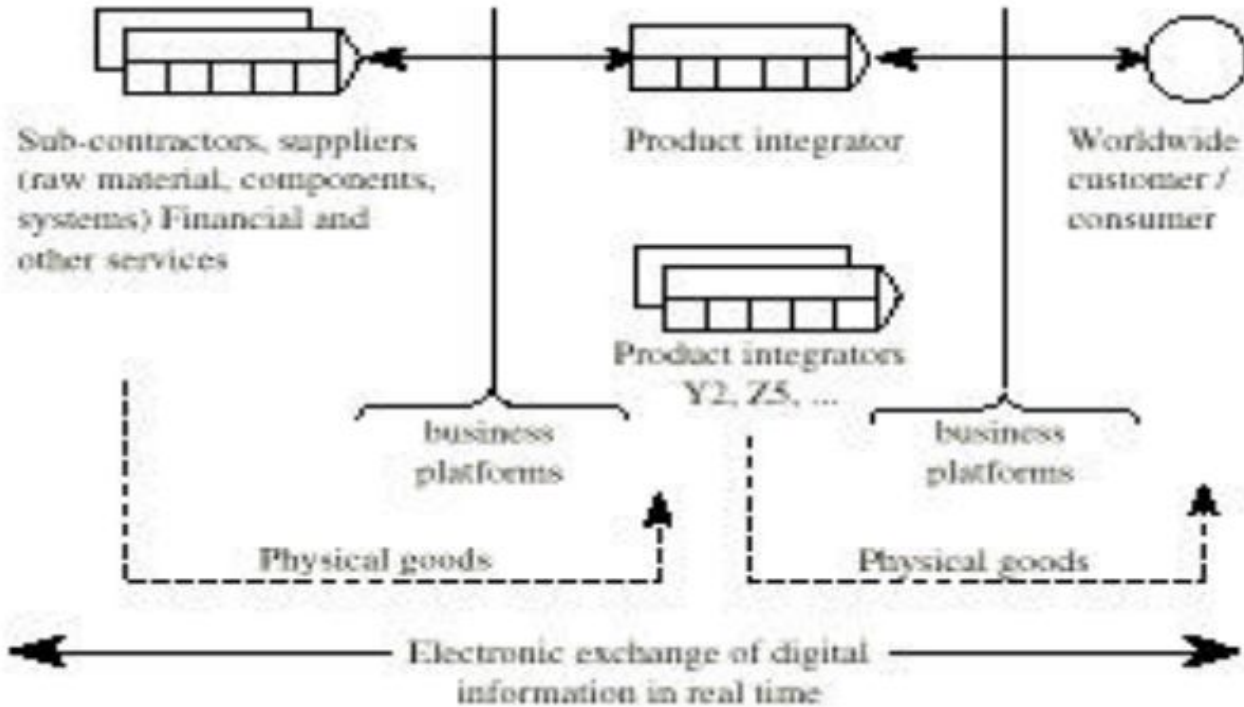 Sub-contractors, suppliers
(raw material, components,
systems) Financial and
other services
Product integrator
Worldwide
customer /
consumer
Product integrators
Y2, Z5, ...
business
platforms
business
platforms
Physical goods
Physical goods
Electronic exchange of digital
information in real time